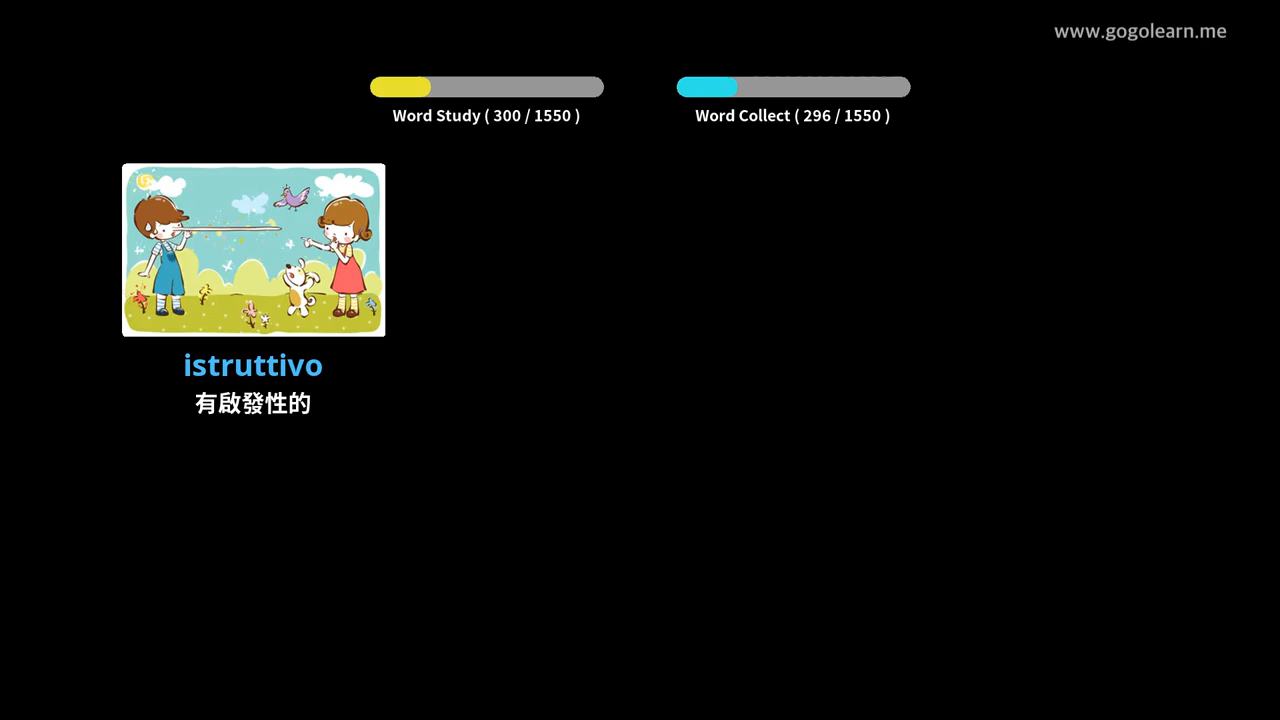 www.gogolearn.me
Word Study ( 300 / 1550 )
Word Collect ( 296 / 1550 )
istruttivo
有啟發性的